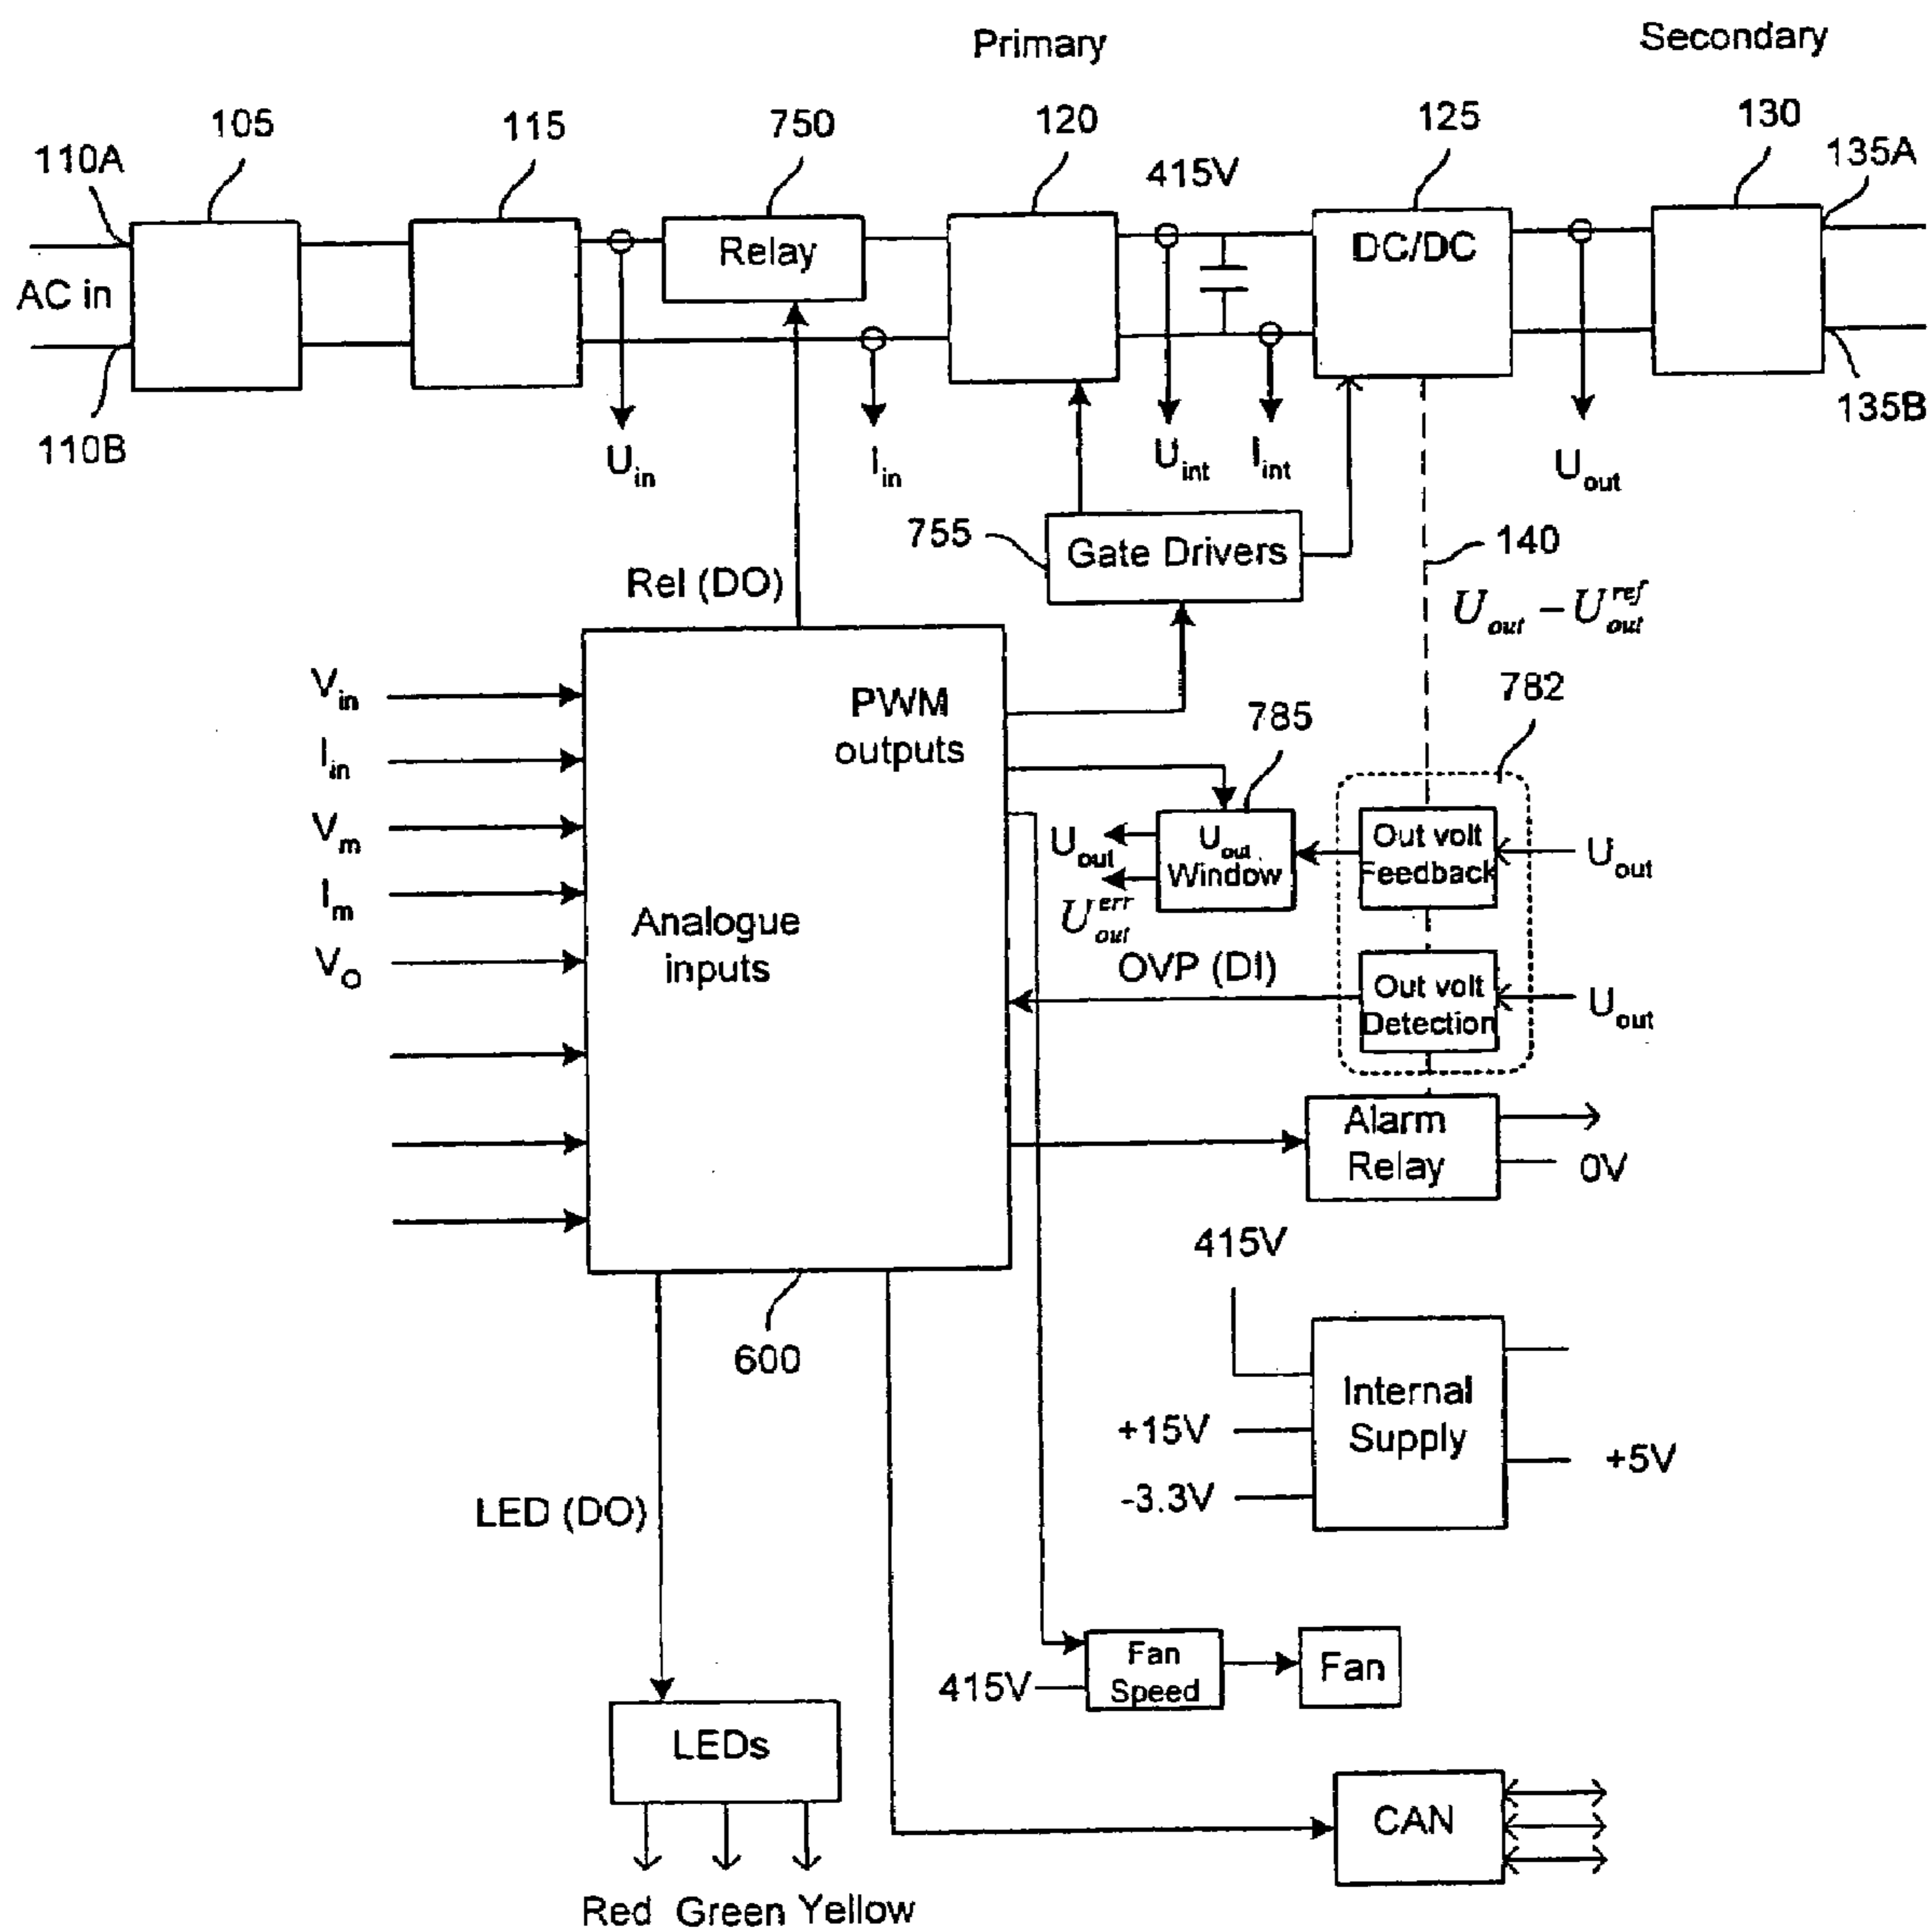 Primary
Secondary
105
115
750
120
125
130
110A
415V
135A
Relay
DC/DC
AC in
110B
135B
U_in
I_in
U_int
I_int
U_out
755
Gate Drivers
140
Rel (DO)
U_out − U_out^ref
782
785
V_in
I_in
V_m
I_m
V_O
PWM
outputs
Analogue
inputs
U_out
U_out^err
U_out
Window
Out volt
Feedback
U_out
OVP (DI)
Out volt
Detection
U_out
Alarm
Relay
0V
415V
600
Internal
Supply
+15V
-3.3V
+5V
LED (DO)
Fan
Speed
Fan
415V
LEDs
CAN
Red Green Yellow